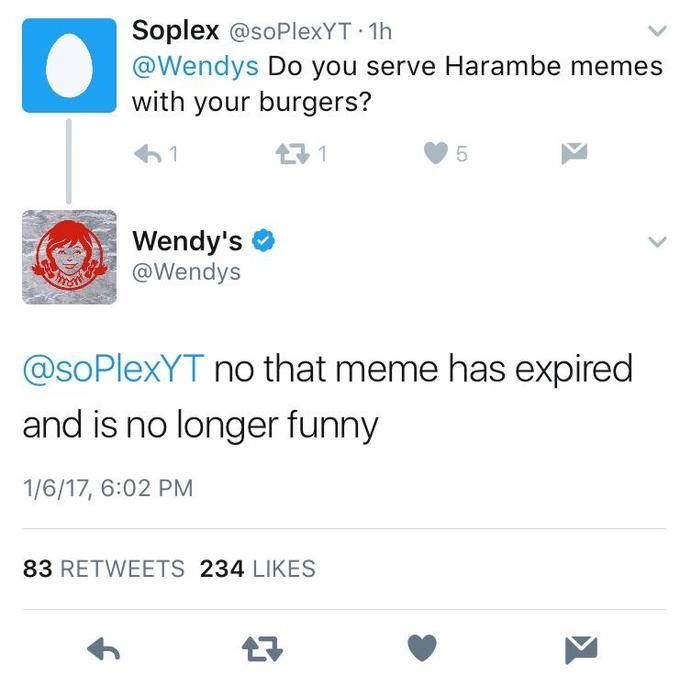 Soplex @soPlexYT · 1h
@Wendys Do you serve Harambe memes
with your burgers?
1 1 5
Wendy's
@Wendys
@soPlexYT no that meme has expired
and is no longer funny
1/6/17, 6:02 PM
83 RETWEETS 234 LIKES